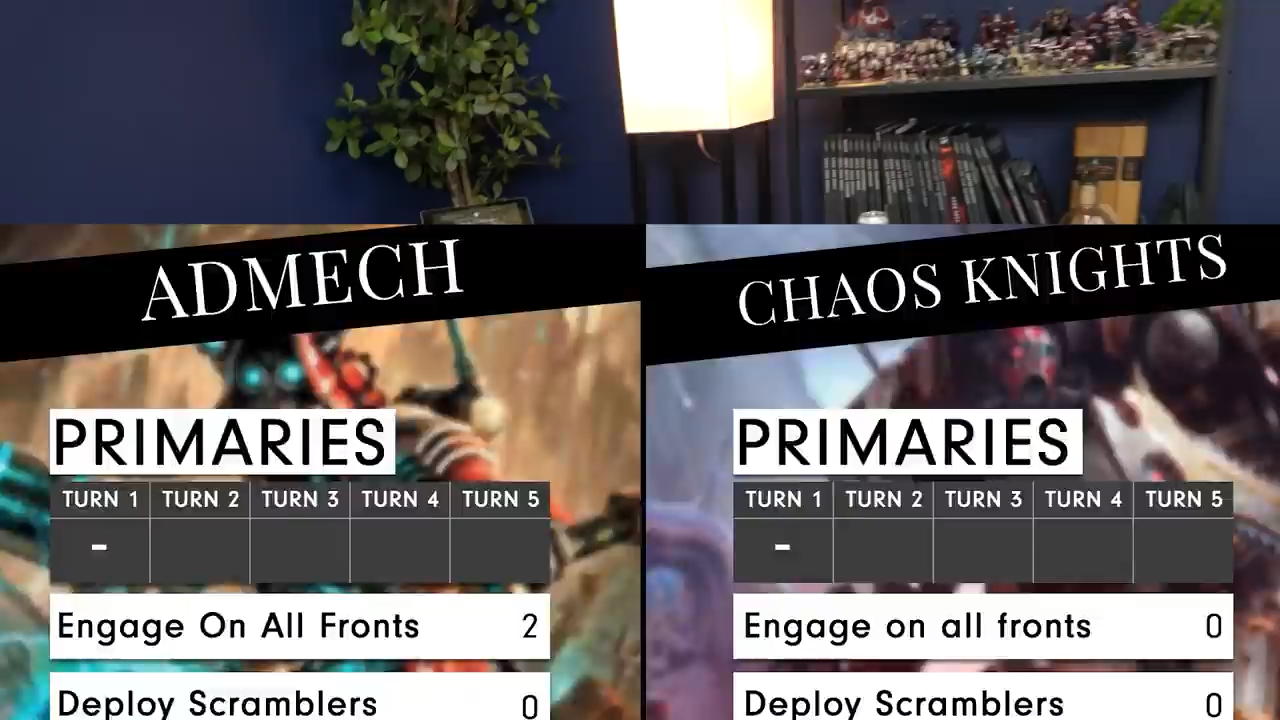 ADMECH
PRIMARIES
TURN 1 TURN 2 TURN 3 TURN 4 TURN 5
-
Engage On All Fronts 2
Deploy Scramblers 0
CHAOS KNIGHTS
PRIMARIES
TURN 1 TURN 2 TURN 3 TURN 4 TURN 5
-
Engage on all fronts 0
Deploy Scramblers 0